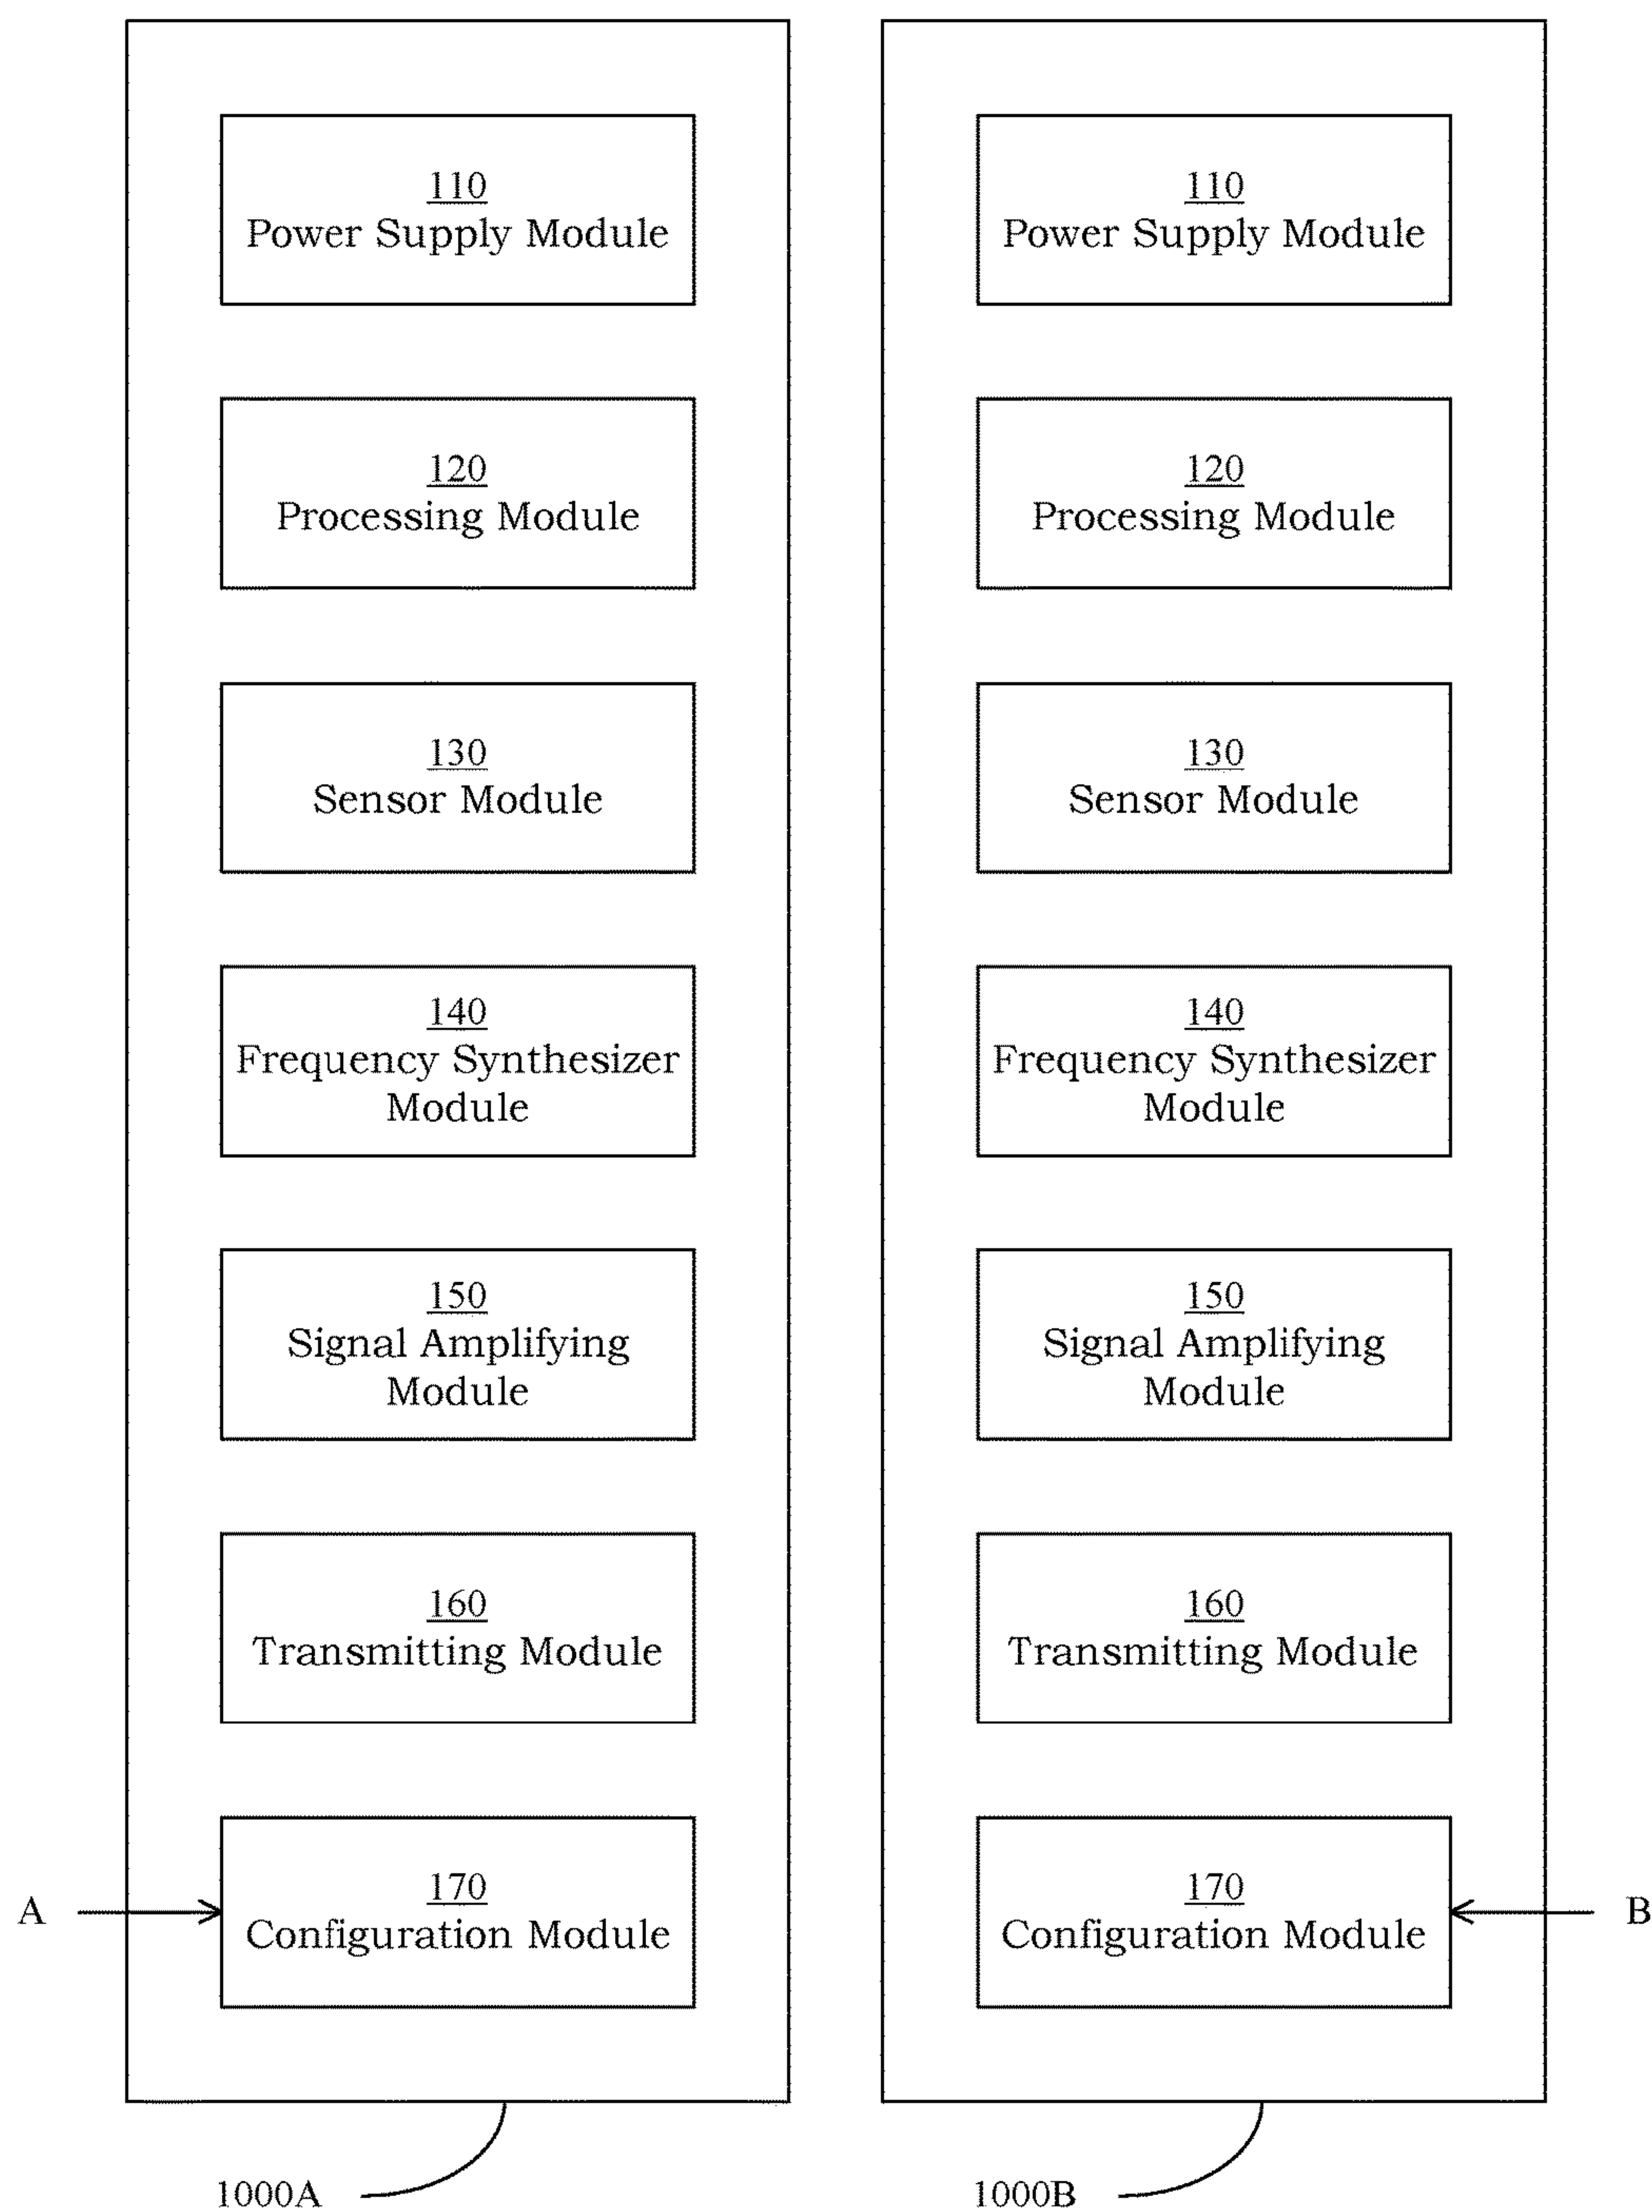 110
Power Supply Module
120
Processing Module
130
Sensor Module
140
Frequency Synthesizer
Module
150
Signal Amplifying
Module
160
Transmitting Module
A
170
Configuration Module
1000A
110
Power Supply Module
120
Processing Module
130
Sensor Module
140
Frequency Synthesizer
Module
150
Signal Amplifying
Module
160
Transmitting Module
170
Configuration Module
B
1000B